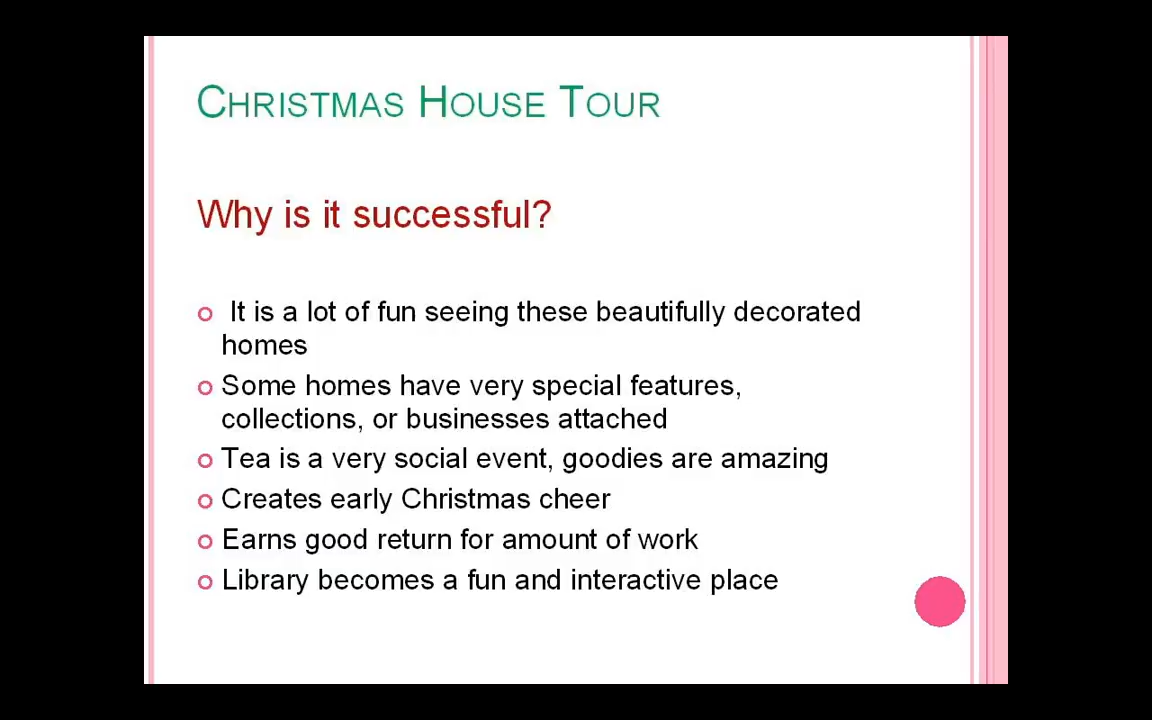 Christmas House Tour
Why is it successful?
It is a lot of fun seeing these beautifully decorated
homes
Some homes have very special features,
collections, or businesses attached
Tea is a very social event, goodies are amazing
Creates early Christmas cheer
Earns good return for amount of work
Library becomes a fun and interactive place